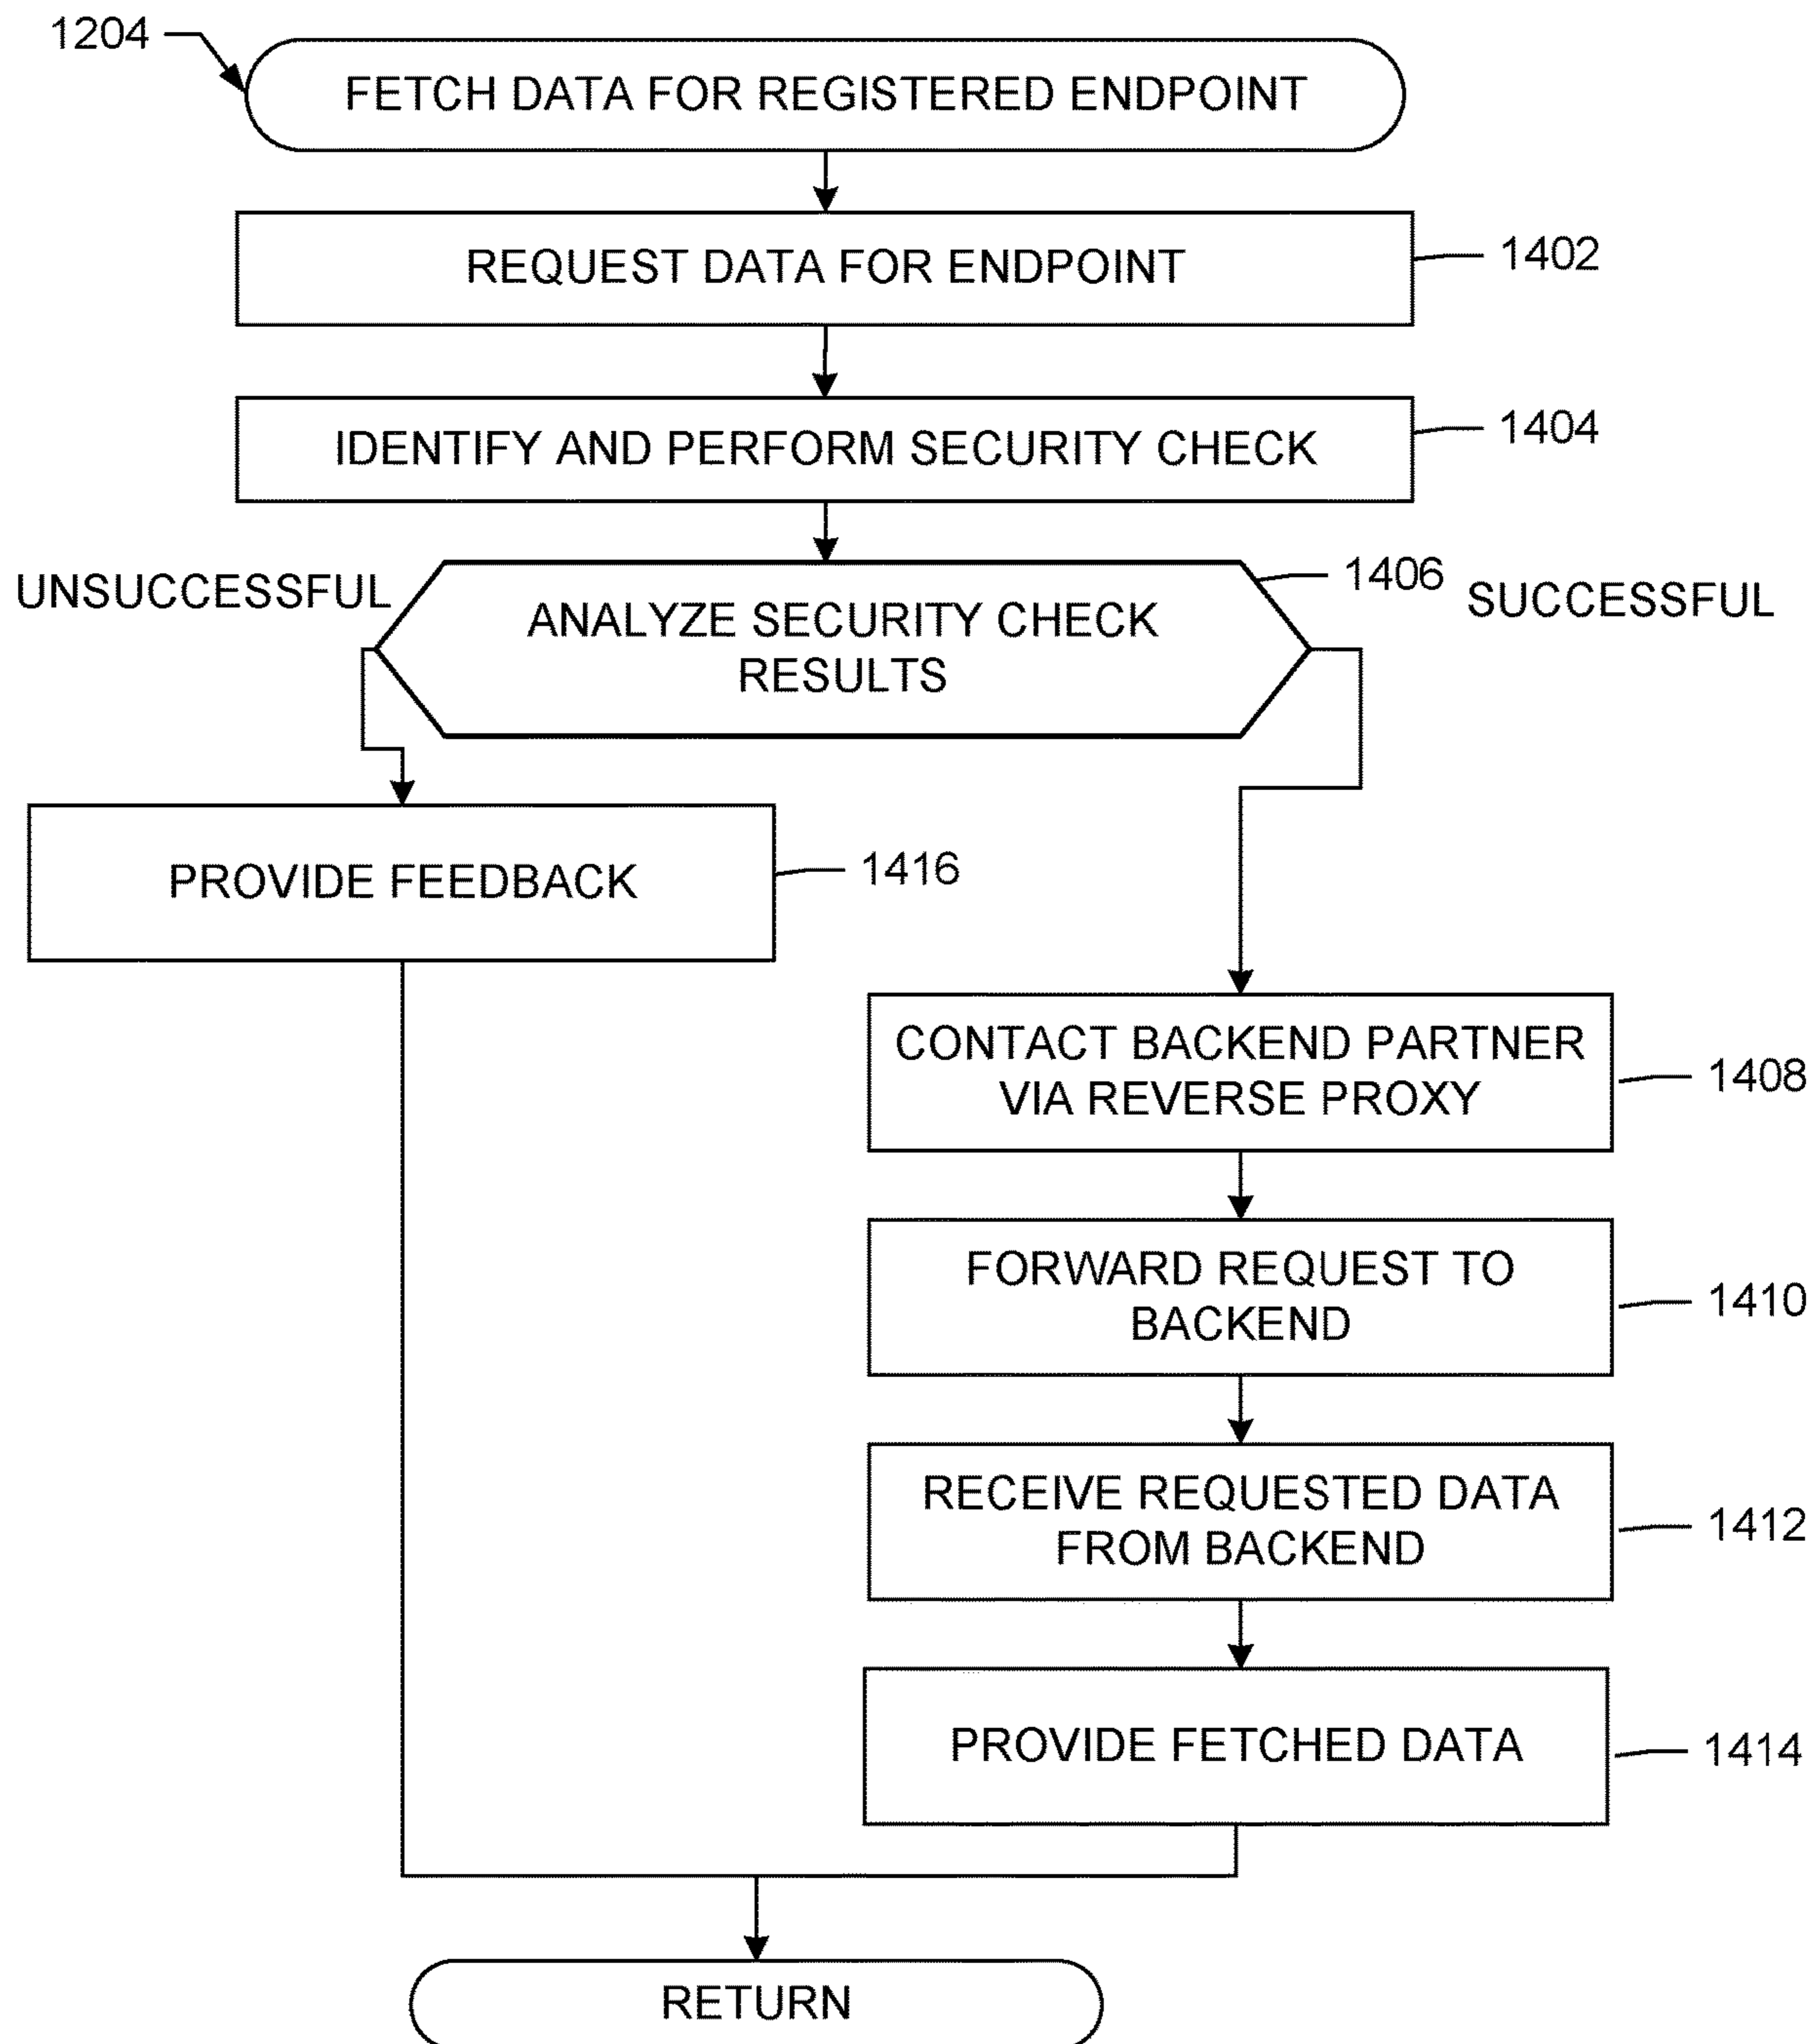 1204
FETCH DATA FOR REGISTERED ENDPOINT
REQUEST DATA FOR ENDPOINT
1402
IDENTIFY AND PERFORM SECURITY CHECK
1404
UNSUCCESSFUL
ANALYZE SECURITY CHECK
RESULTS
1406
SUCCESSFUL
PROVIDE FEEDBACK
1416
CONTACT BACKEND PARTNER
VIA REVERSE PROXY
1408
FORWARD REQUEST TO
BACKEND
1410
RECEIVE REQUESTED DATA
FROM BACKEND
1412
PROVIDE FETCHED DATA
1414
RETURN